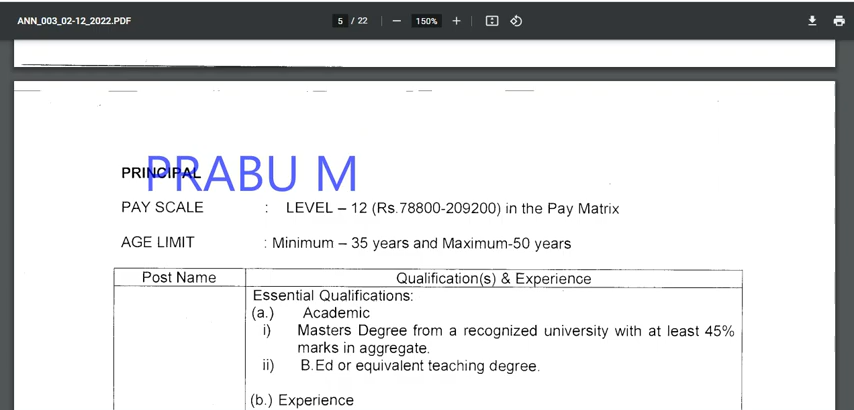 ANN_003_02-12_2022.PDF
5 / 22
150%
PRINCIPAL
PRABU M
PAY SCALE : LEVEL – 12 (Rs.78800-209200) in the Pay Matrix
AGE LIMIT : Minimum – 35 years and Maximum-50 years
Post Name Qualification(s) & Experience
Essential Qualifications:
(a.) Academic
i) Masters Degree from a recognized university with at least 45%
marks in aggregate.
ii) B.Ed or equivalent teaching degree.
(b.) Experience